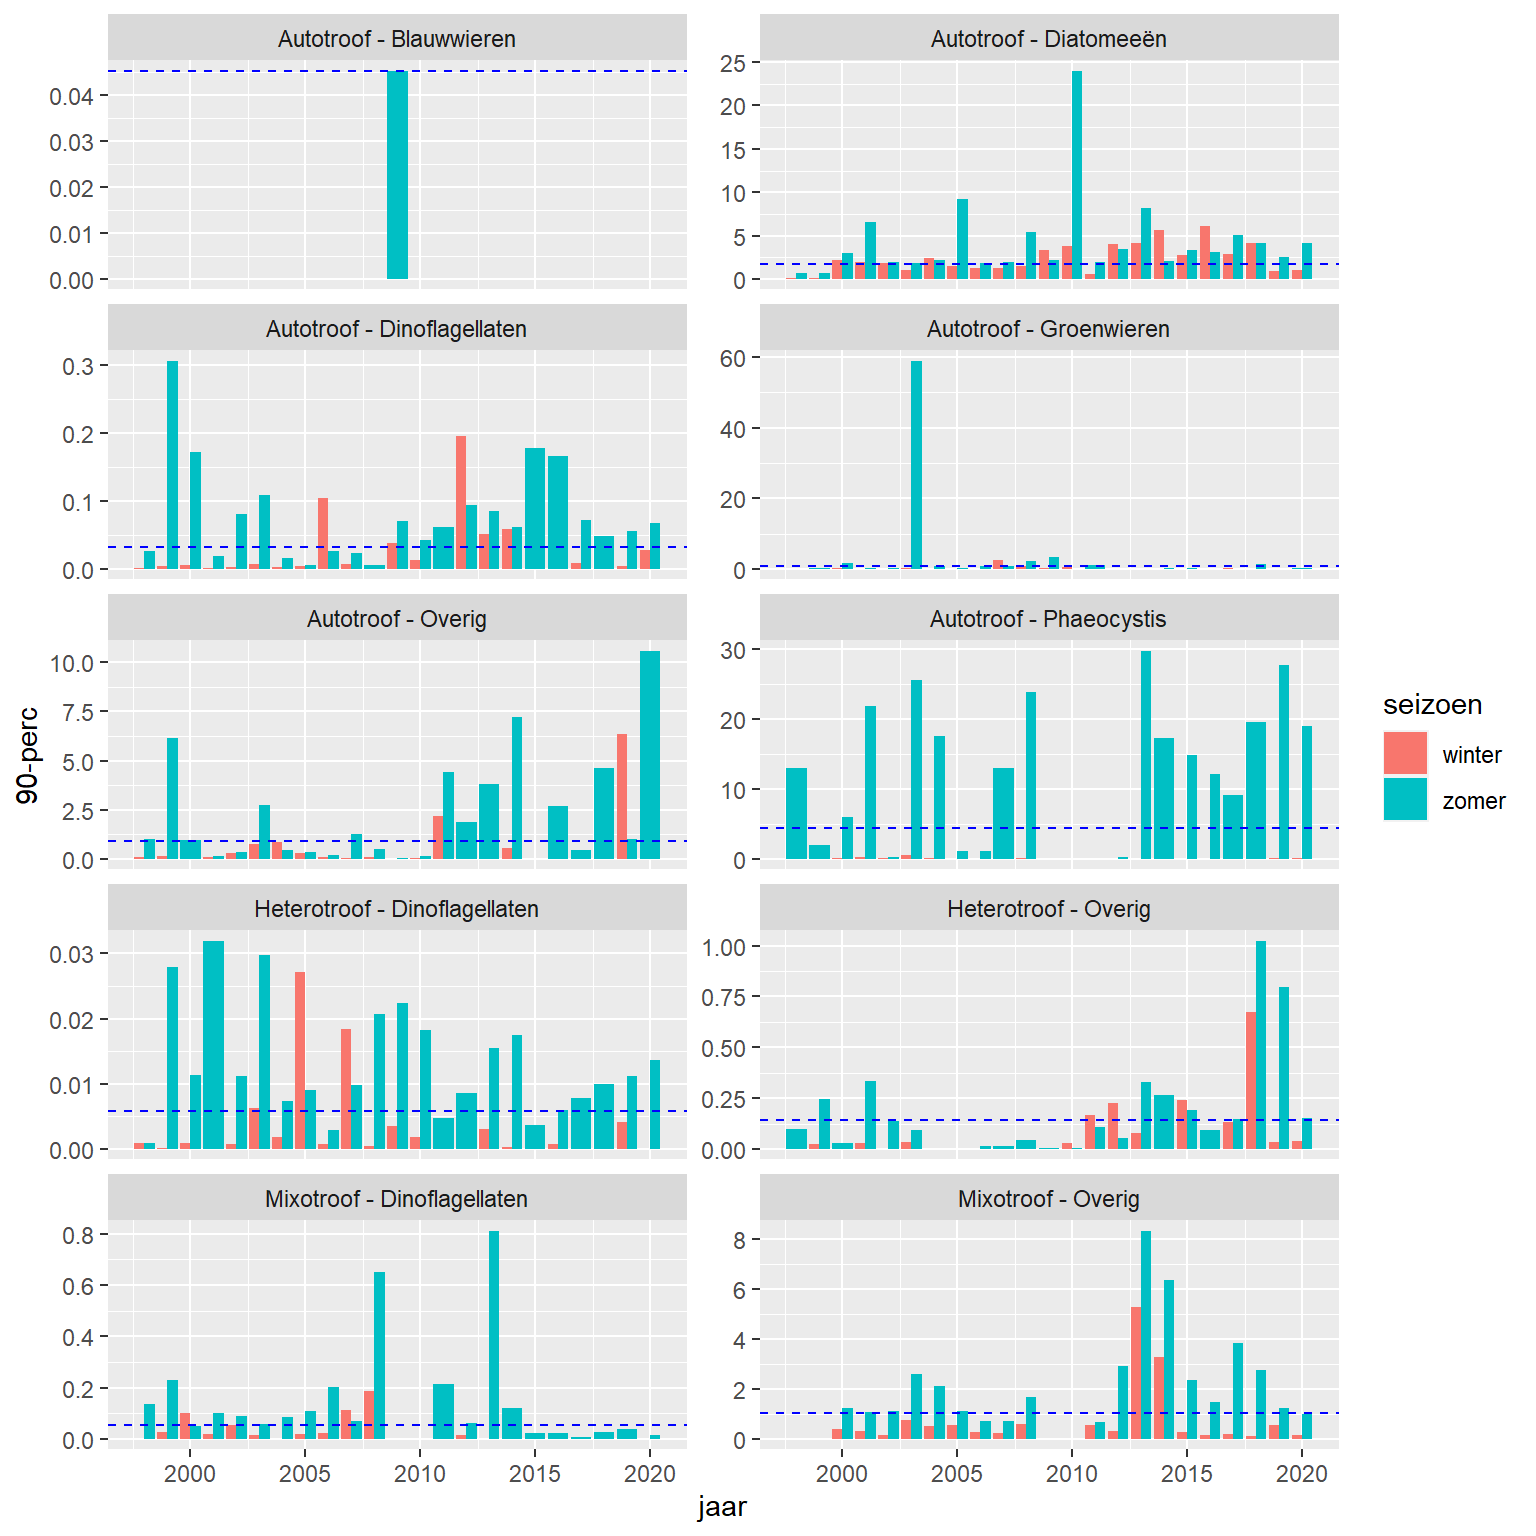 Autotroof - Blauwwieren
0.04
0.03
0.02
0.01
0.00
Autotroof - Diatomeeën
25
20
15
10
5
0
Autotroof - Dinoflagellaten
0.3
0.2
0.1
0.0
Autotroof - Groenwieren
60
40
20
0
Autotroof - Overig
10.0
7.5
5.0
2.5
0.0
Autotroof - Phaeocystis
30
20
10
0
Heterotroof - Dinoflagellaten
0.03
0.02
0.01
0.00
Heterotroof - Overig
1.00
0.75
0.50
0.25
0.00
Mixotroof - Dinoflagellaten
0.8
0.6
0.4
0.2
0.0
2000 2005 2010 2015 2020
Mixotroof - Overig
8
6
4
2
0
2000 2005 2010 2015 2020
90-perc
jaar
seizoen
winter
zomer